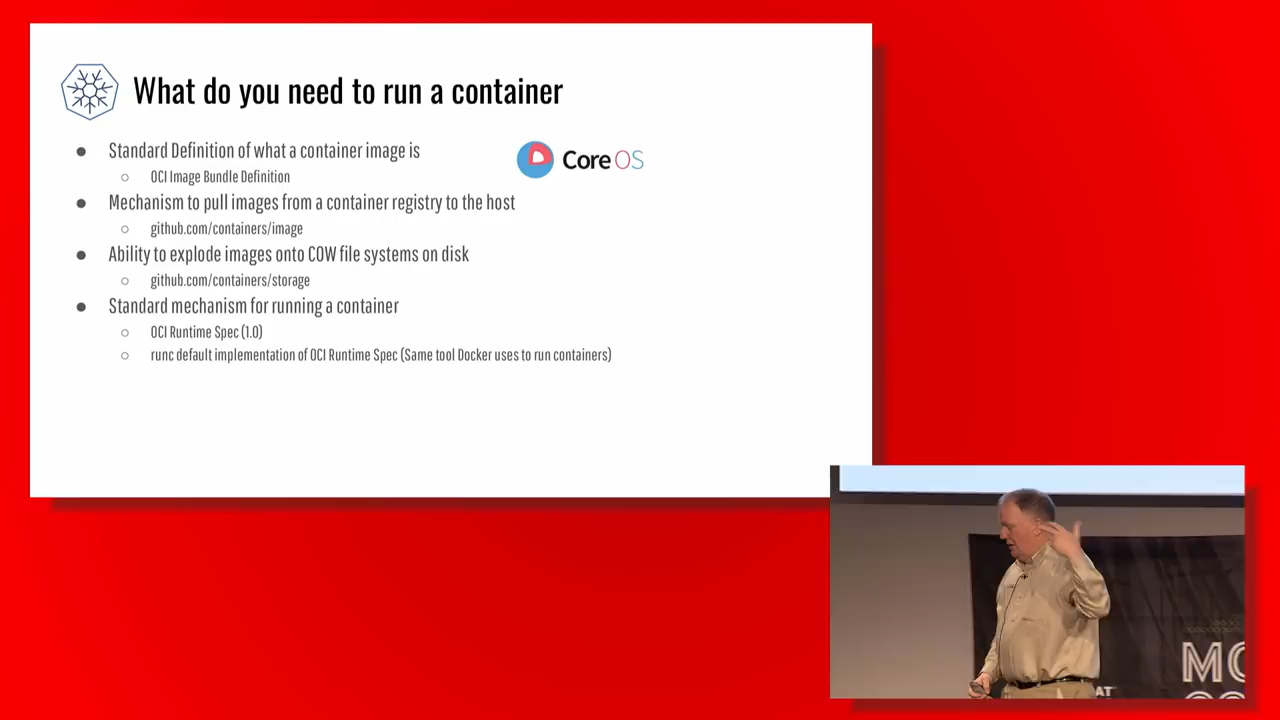 What do you need to run a container
Standard Definition of what a container image is
OCI Image Bundle Definition
Core OS
Mechanism to pull images from a container registry to the host
github.com/containers/image
Ability to explode images onto COW file systems on disk
github.com/containers/storage
Standard mechanism for running a container
OCI Runtime Spec (1.0)
runc default implementation of OCI Runtime Spec (Same tool Docker uses to run containers)